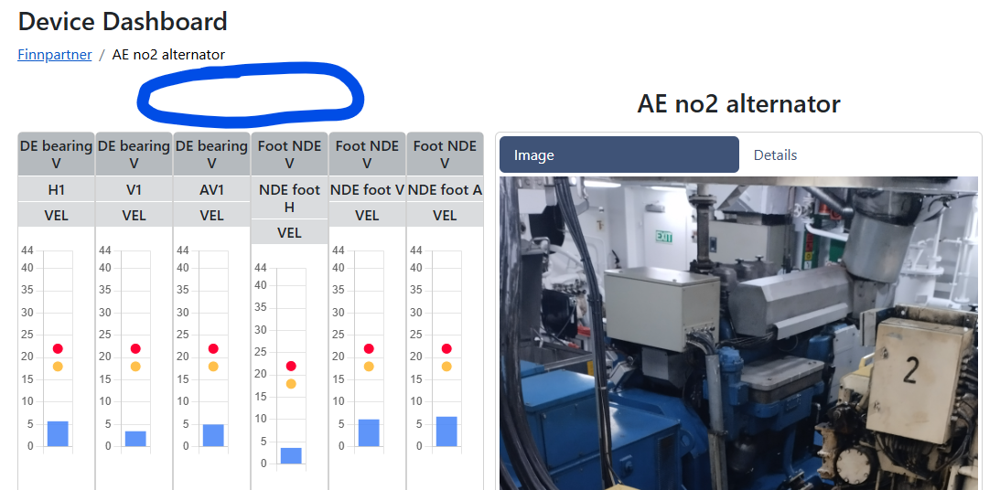 Device Dashboard
Finnpartner / AE no2 alternator
AE no2 alternator
DE bearing V
DE bearing V
DE bearing V
Foot NDE V
Foot NDE V
Foot NDE V
H1
V1
AV1
NDE foot H
NDE foot V
NDE foot A
VEL
VEL
VEL
VEL
VEL
VEL
44
40
35
30
25
20
15
10
5
0
44
40
35
30
25
20
15
10
5
0
44
40
35
30
25
20
15
10
5
0
44
40
35
30
25
20
15
10
5
0
44
40
35
30
25
20
15
10
5
0
44
40
35
30
25
20
15
10
5
0
Image
Details
EXIT
2